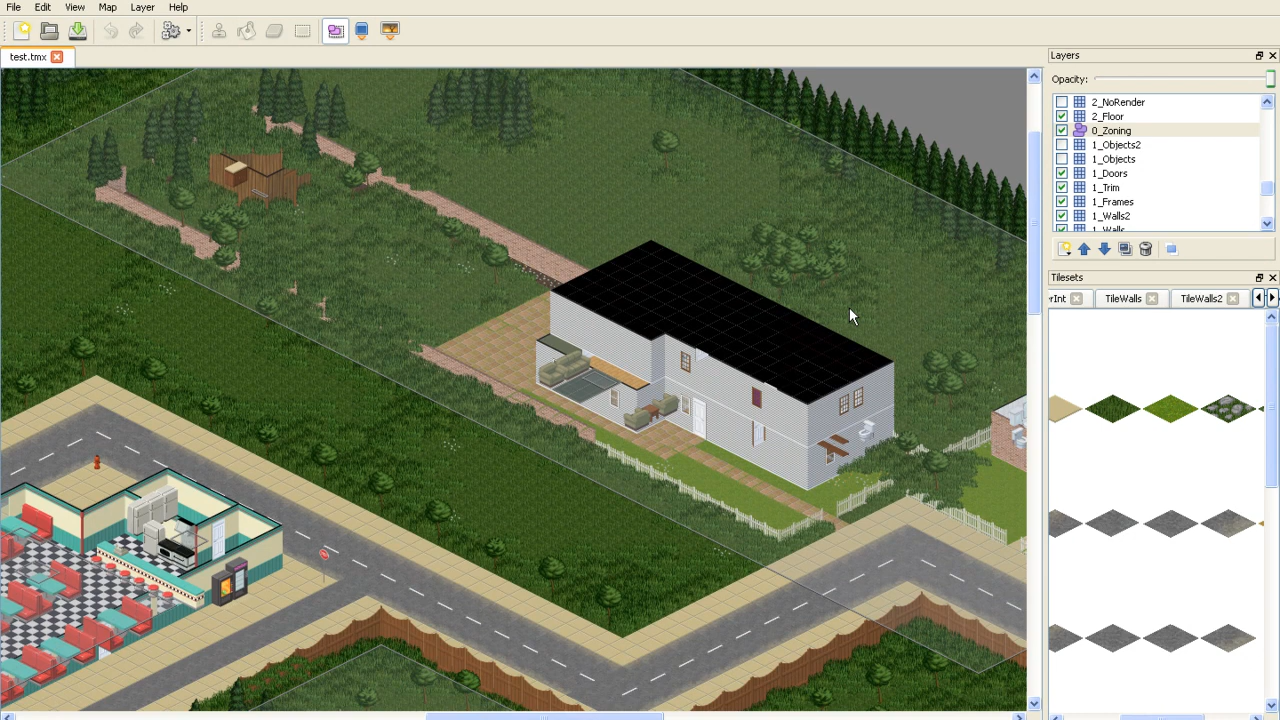 File Edit View Map Layer Help
test.tmx
Layers
Opacity:
2_NoRender
2_Floor
0_Zoning
1_Objects2
1_Objects
1_Doors
1_Trim
1_Frames
1_Walls2
1_Walls
Tilesets
rInt TileWalls TileWalls2